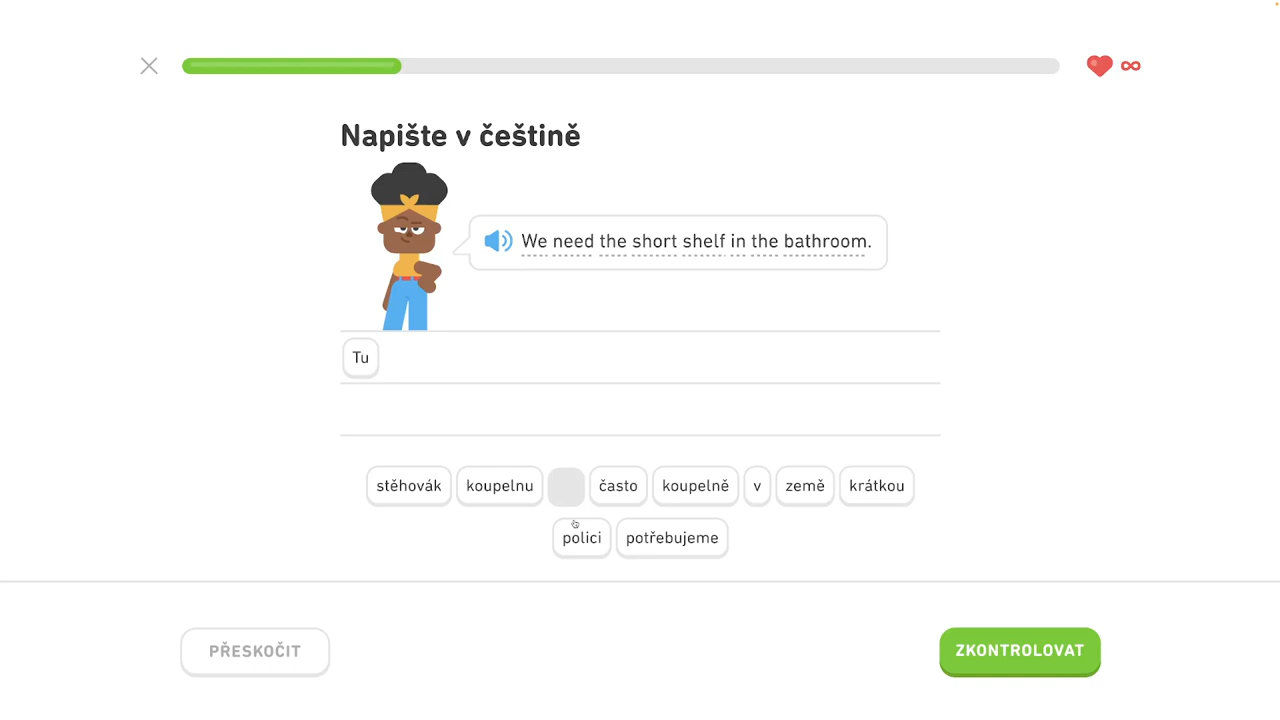 Napište v češtině
We need the short shelf in the bathroom.
Tu
stěhovák koupelnu často koupelně v země krátkou
polici potřebujeme
PŘESKOČIT ZKONTROLOVAT